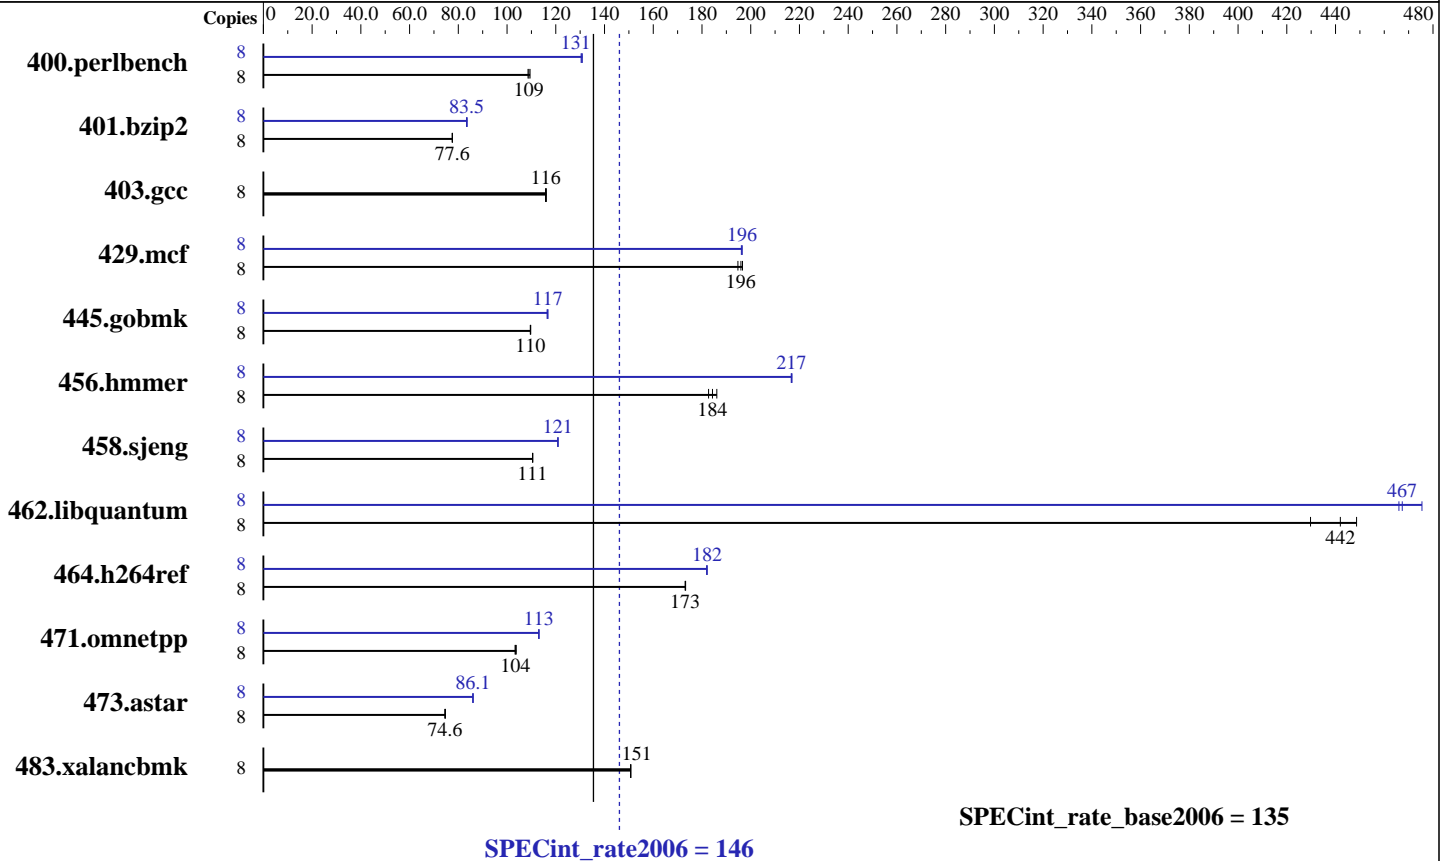 Copies 0 20.0 40.0 60.0 80.0 100 120 140 160 180 200 220 240 260 280 300 320 340 360 380 400 420 440 480
400.perlbench 8 131
8 109
401.bzip2 8 83.5
8 77.6
403.gcc 8 116
429.mcf 8 196
8 196
445.gobmk 8 117
8 110
456.hmmer 8 217
8 184
458.sjeng 8 121
8 111
462.libquantum 8 467
8 442
464.h264ref 8 182
8 173
471.omnetpp 8 113
8 104
473.astar 8 86.1
8 74.6
483.xalancbmk 8 151
SPECint_rate_base2006 = 135
SPECint_rate2006 = 146